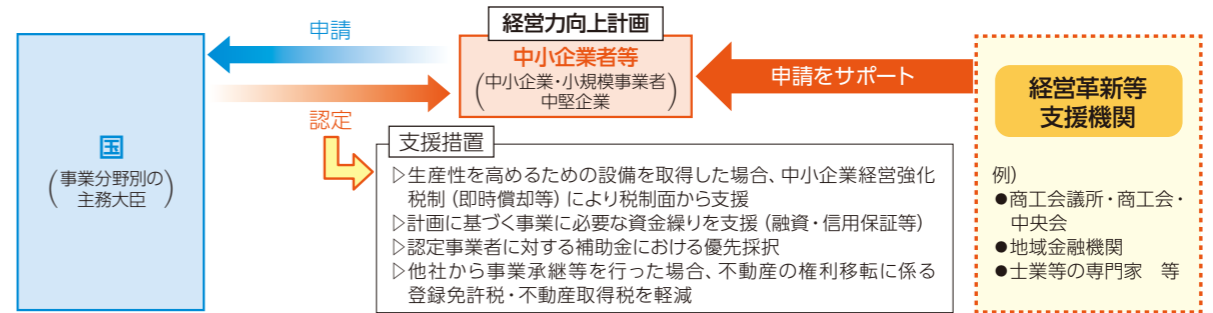 経営力向上計画
申請
中小企業者等
(中小企業・小規模事業者
中堅企業)
申請をサポート
経営革新等
支援機関
認定
国
(事業分野別の
主務大臣)
支援措置
▷生産性を高めるための設備を取得した場合、中小企業経営強化
税制(即時償却等)により税制面から支援
▷計画に基づく事業に必要な資金繰りを支援(融資・信用保証等)
▷認定事業者に対する補助金における優先採択
▷他社から事業承継等を行った場合、不動産の権利移転に係る
登録免許税・不動産取得税を軽減
例)
●商工会議所・商工会・
中央会
●地域金融機関
●士業等の専門家 等